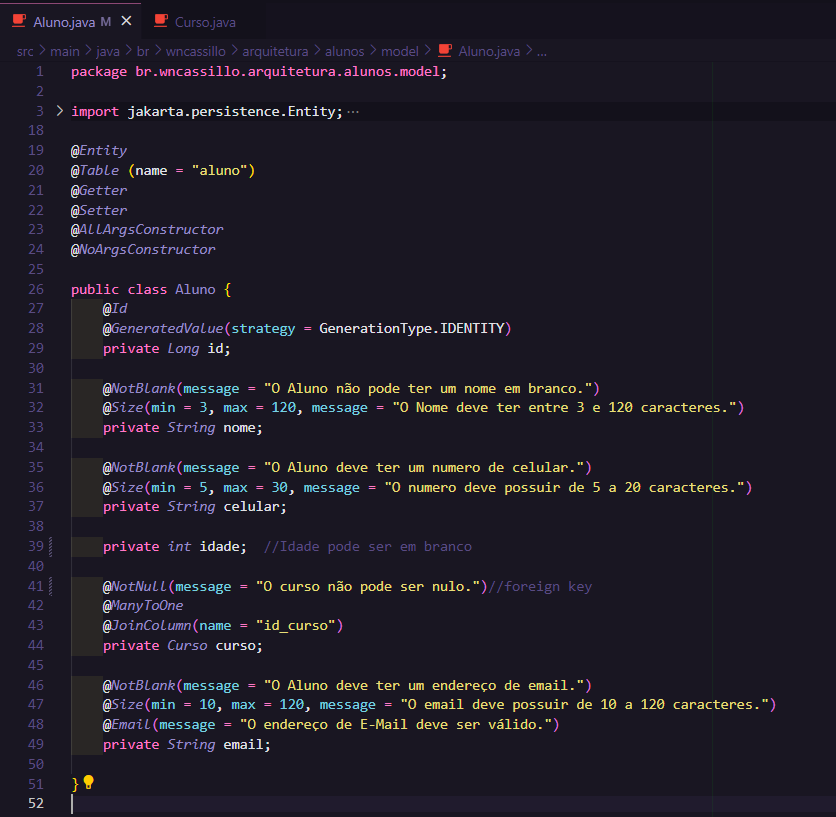 Aluno.java M
Curso.java
src > main > java > br > wncassillo > arquitetura > alunos > model > Aluno.java > ...
1 package br.wncassillo.arquitetura.alunos.model;
2
3 > import jakarta.persistence.Entity; ...
18
19 @Entity
20 @Table (name = "aluno")
21 @Getter
22 @Setter
23 @AllArgsConstructor
24 @NoArgsConstructor
25
26 public class Aluno {
27 @Id
28 @GeneratedValue(strategy = GenerationType.IDENTITY)
29 private Long id;
30
31 @NotBlank(message = "O Aluno não pode ter um nome em branco.")
32 @Size(min = 3, max = 120, message = "O Nome deve ter entre 3 e 120 caracteres.")
33 private String nome;
34
35 @NotBlank(message = "O Aluno deve ter um numero de celular.")
36 @Size(min = 5, max = 30, message = "O numero deve possuir de 5 a 20 caracteres.")
37 private String celular;
38
39 private int idade; //Idade pode ser em branco
40
41 @NotNull(message = "O curso não pode ser nulo.")//foreign key
42 @ManyToOne
43 @JoinColumn(name = "id_curso")
44 private Curso curso;
45
46 @NotBlank(message = "O Aluno deve ter um endereço de email.")
47 @Size(min = 10, max = 120, message = "O email deve possuir de 10 a 120 caracteres.")
48 @Email(message = "O endereço de E-Mail deve ser válido.")
49 private String email;
50
51 }
52